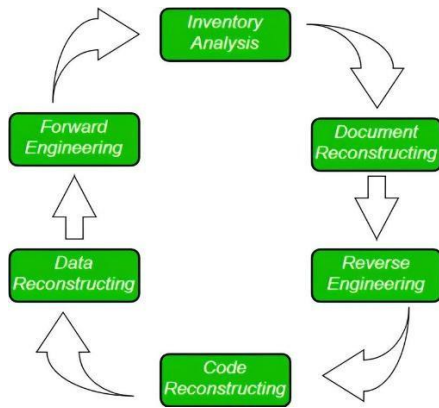 Inventory
Analysis
Document
Reconstructing
Reverse
Engineering
Code
Reconstructing
Data
Reconstructing
Forward
Engineering